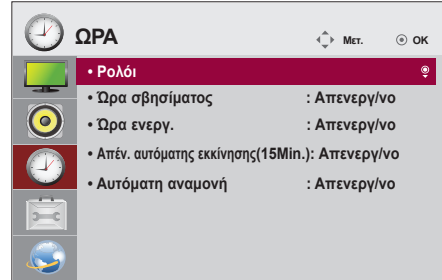 ΩΡΑ Μετ. OK
• Ρολόι
• Ώρα σβησίματος : Απενεργ/νο
• Ώρα ενεργ. : Απενεργ/νο
• Απέν. αυτόματης εκκίνησης(15Min.): Απενεργ/νο
• Αυτόματη αναμονή : Απενεργ/νο